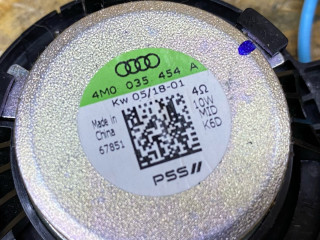 4M0 035 454 A
Kw 05/18-01
Made in
China
67851
4Ω
10W
MID
K6D
PSS//